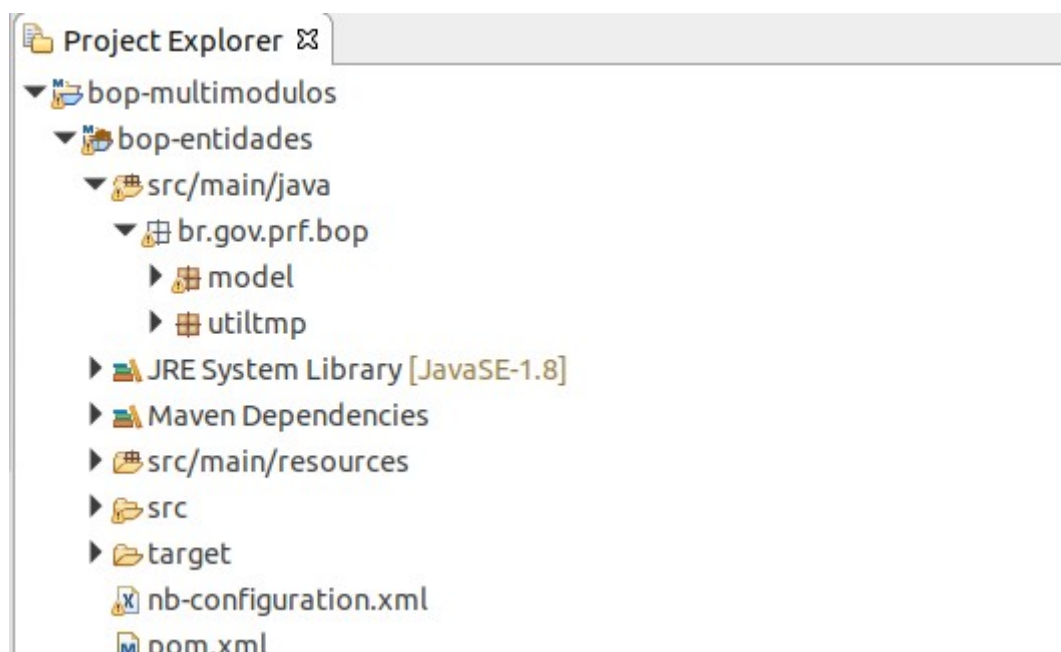 Project Explorer
bop-multimodulos
bop-entidades
src/main/java
br.gov.prf.bop
model
utiltmp
JRE System Library [JavaSE-1.8]
Maven Dependencies
src/main/resources
src
target
nb-configuration.xml
pom.xml